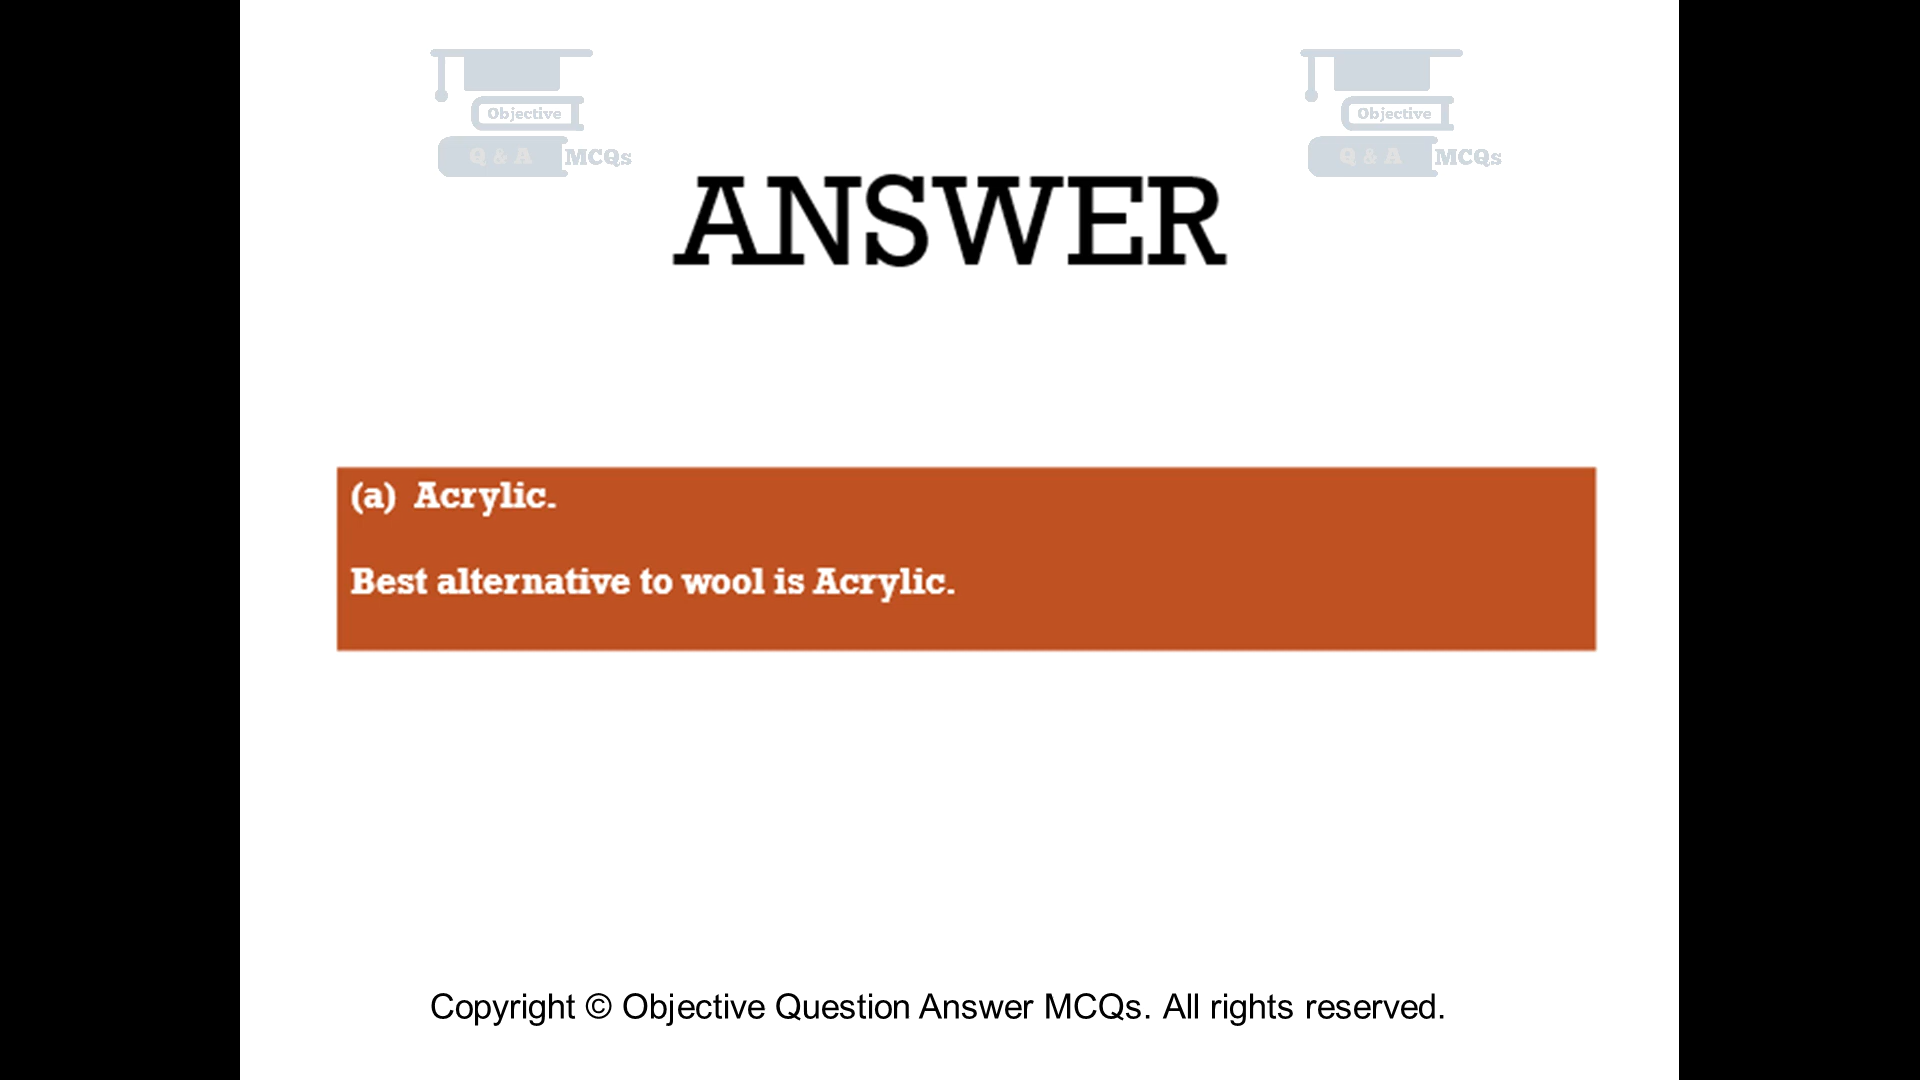 Objective
Q & A MCQs
Objective
Q & A MCQs
ANSWER
(a) Acrylic.
Best alternative to wool is Acrylic.
Copyright © Objective Question Answer MCQs. All rights reserved.